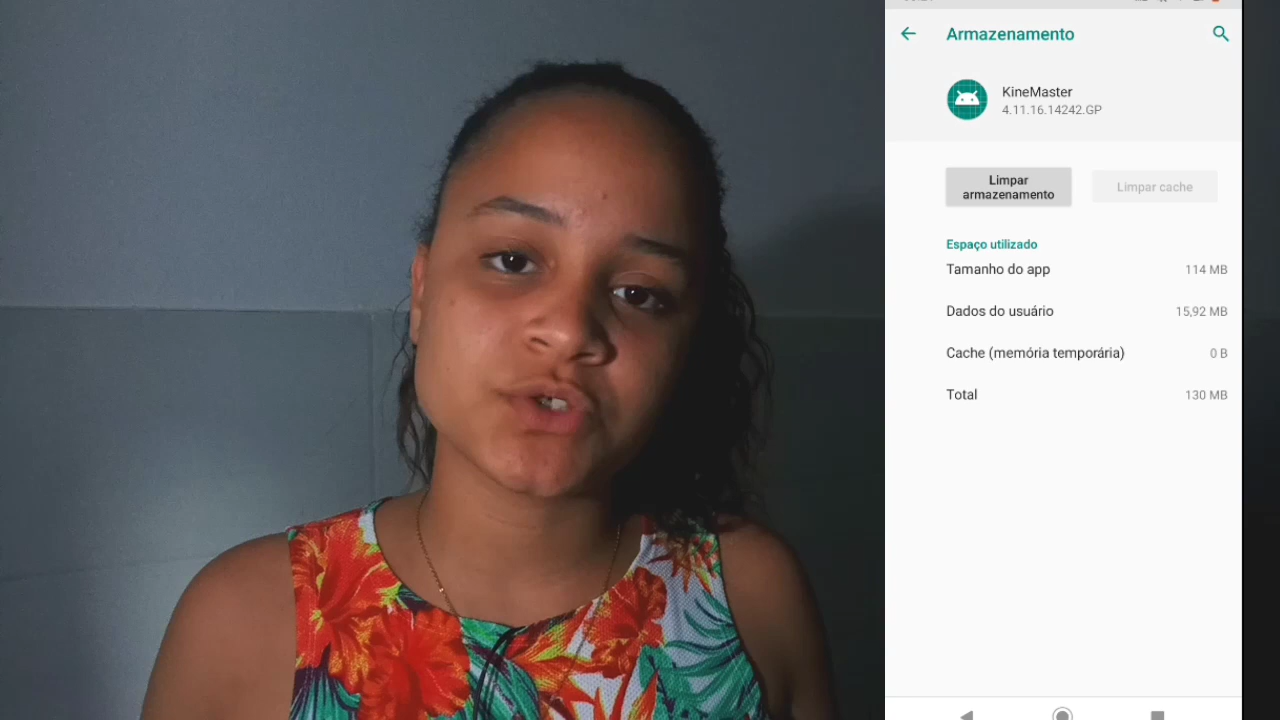 Armazenamento
KineMaster
4.11.16.14242.GP
Limpar
armazenamento
Limpar cache
Espaço utilizado
Tamanho do app 114 MB
Dados do usuário 15,92 MB
Cache (memória temporária) 0 B
Total 130 MB